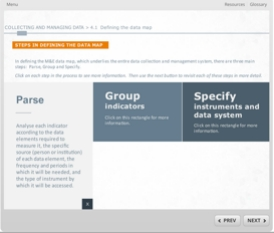 Menu
Resources Glossary
COLLECTING AND MANAGING DATA > 4.1 Defining the data map
STEPS IN DEFINING THE DATA MAP
In defining the M&E data map, which underlies the entire data collection and management system, there are three main
steps: Parse, Group and Specify.
Click on each step in the process to see more information. Then use the next button to revisit each of these steps in more detail.
Parse
Analyse each indicator
according to the data
elements required to
measure it, the specific
source (person or institution)
of each data element, the
frequency and periods in
which it will be needed, and
the type of instrument by
which it will be assessed.
x
Group
indicators
Click on this rectangle for more
information.
Specify
instruments and
data system
Click on this rectangle for more
information.
< PREV
NEXT >